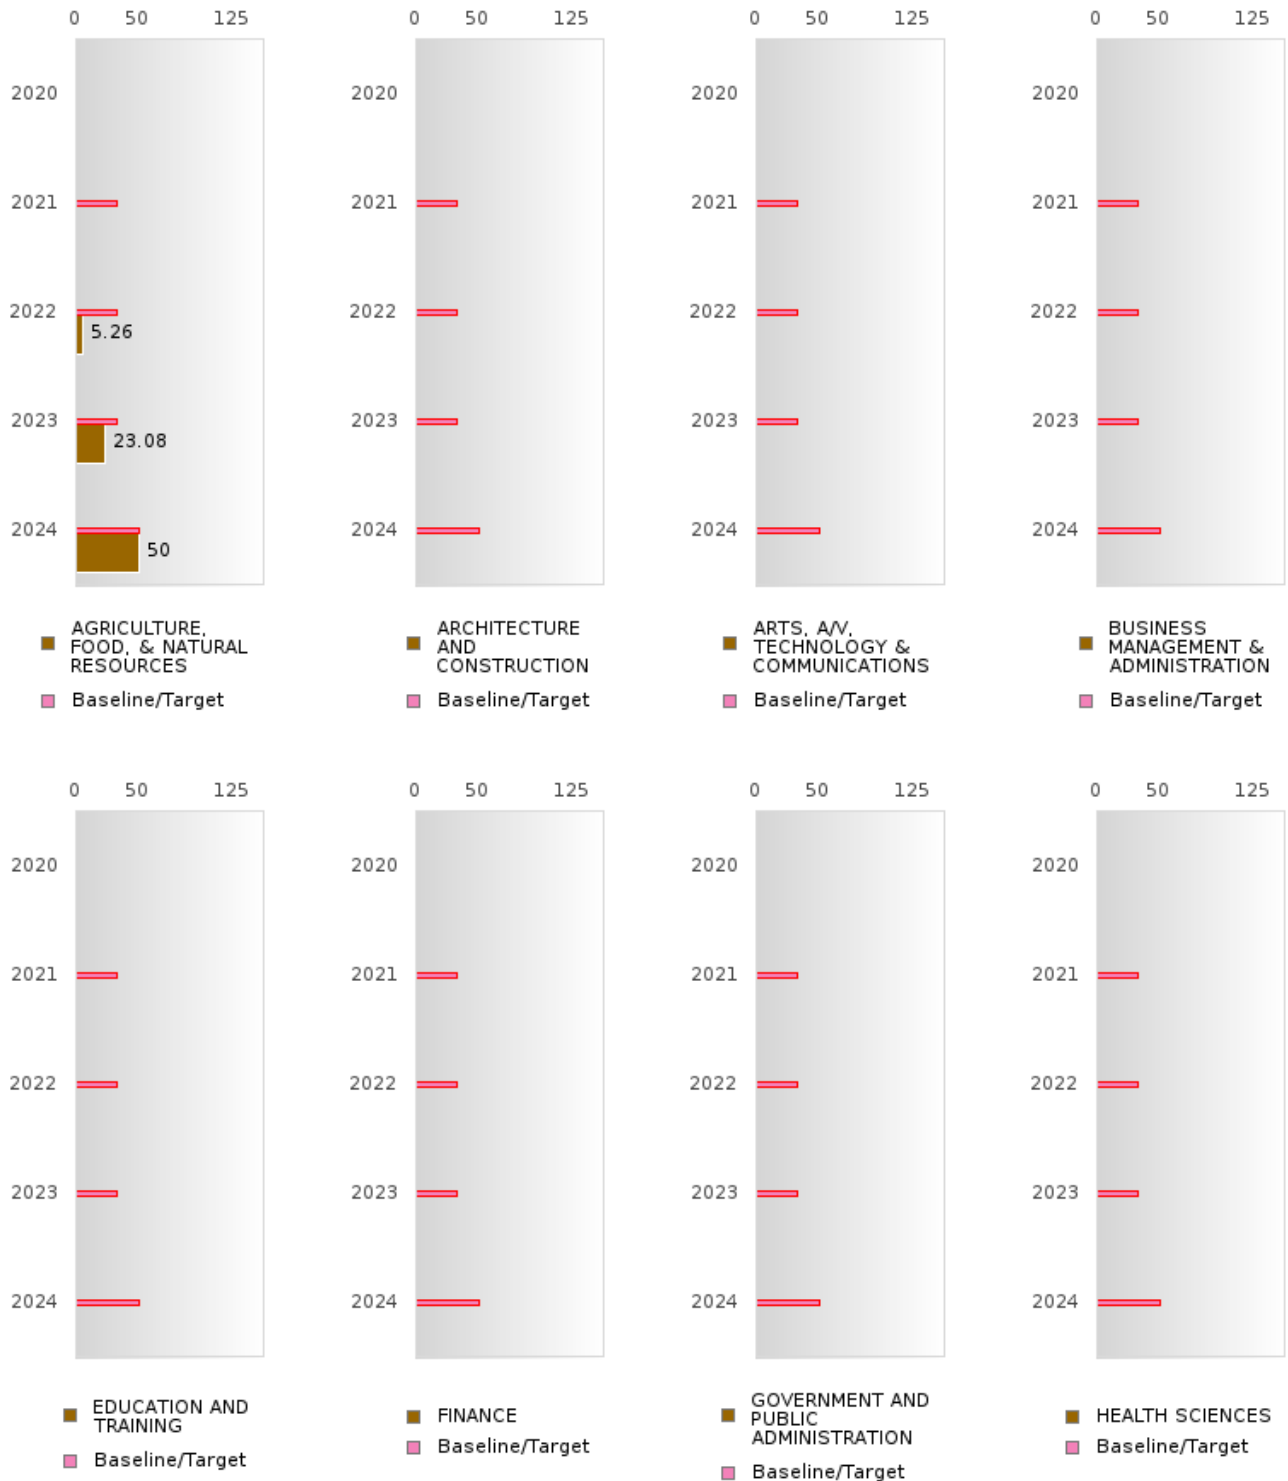 0 50 125
2020
2021
2022
5.26
2023
23.08
2024
50
AGRICULTURE,
FOOD, & NATURAL
RESOURCES
Baseline/Target
0 50 125
2020
2021
2022
2023
2024
ARCHITECTURE
AND
CONSTRUCTION
Baseline/Target
0 50 125
2020
2021
2022
2023
2024
ARTS, A/V,
TECHNOLOGY &
COMMUNICATIONS
Baseline/Target
0 50 125
2020
2021
2022
2023
2024
BUSINESS
MANAGEMENT &
ADMINISTRATION
Baseline/Target
0 50 125
2020
2021
2022
2023
2024
EDUCATION AND
TRAINING
Baseline/Target
0 50 125
2020
2021
2022
2023
2024
FINANCE
Baseline/Target
0 50 125
2020
2021
2022
2023
2024
GOVERNMENT AND
PUBLIC
ADMINISTRATION
Baseline/Target
0 50 125
2020
2021
2022
2023
2024
HEALTH SCIENCES
Baseline/Target